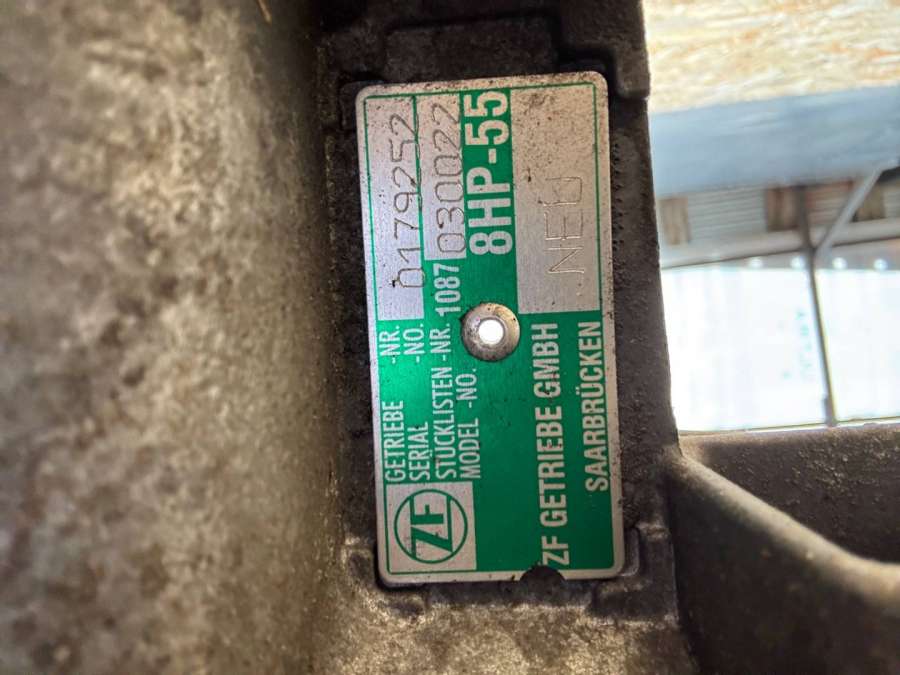 GETRIEBE -NR.
SERIAL -NO. 0179252
STÜCKLISTEN -NR. 1087 030022
MODEL -NO.
8HP-55
ZF
ZF GETRIEBE GMBH NEU
SAARBRÜCKEN